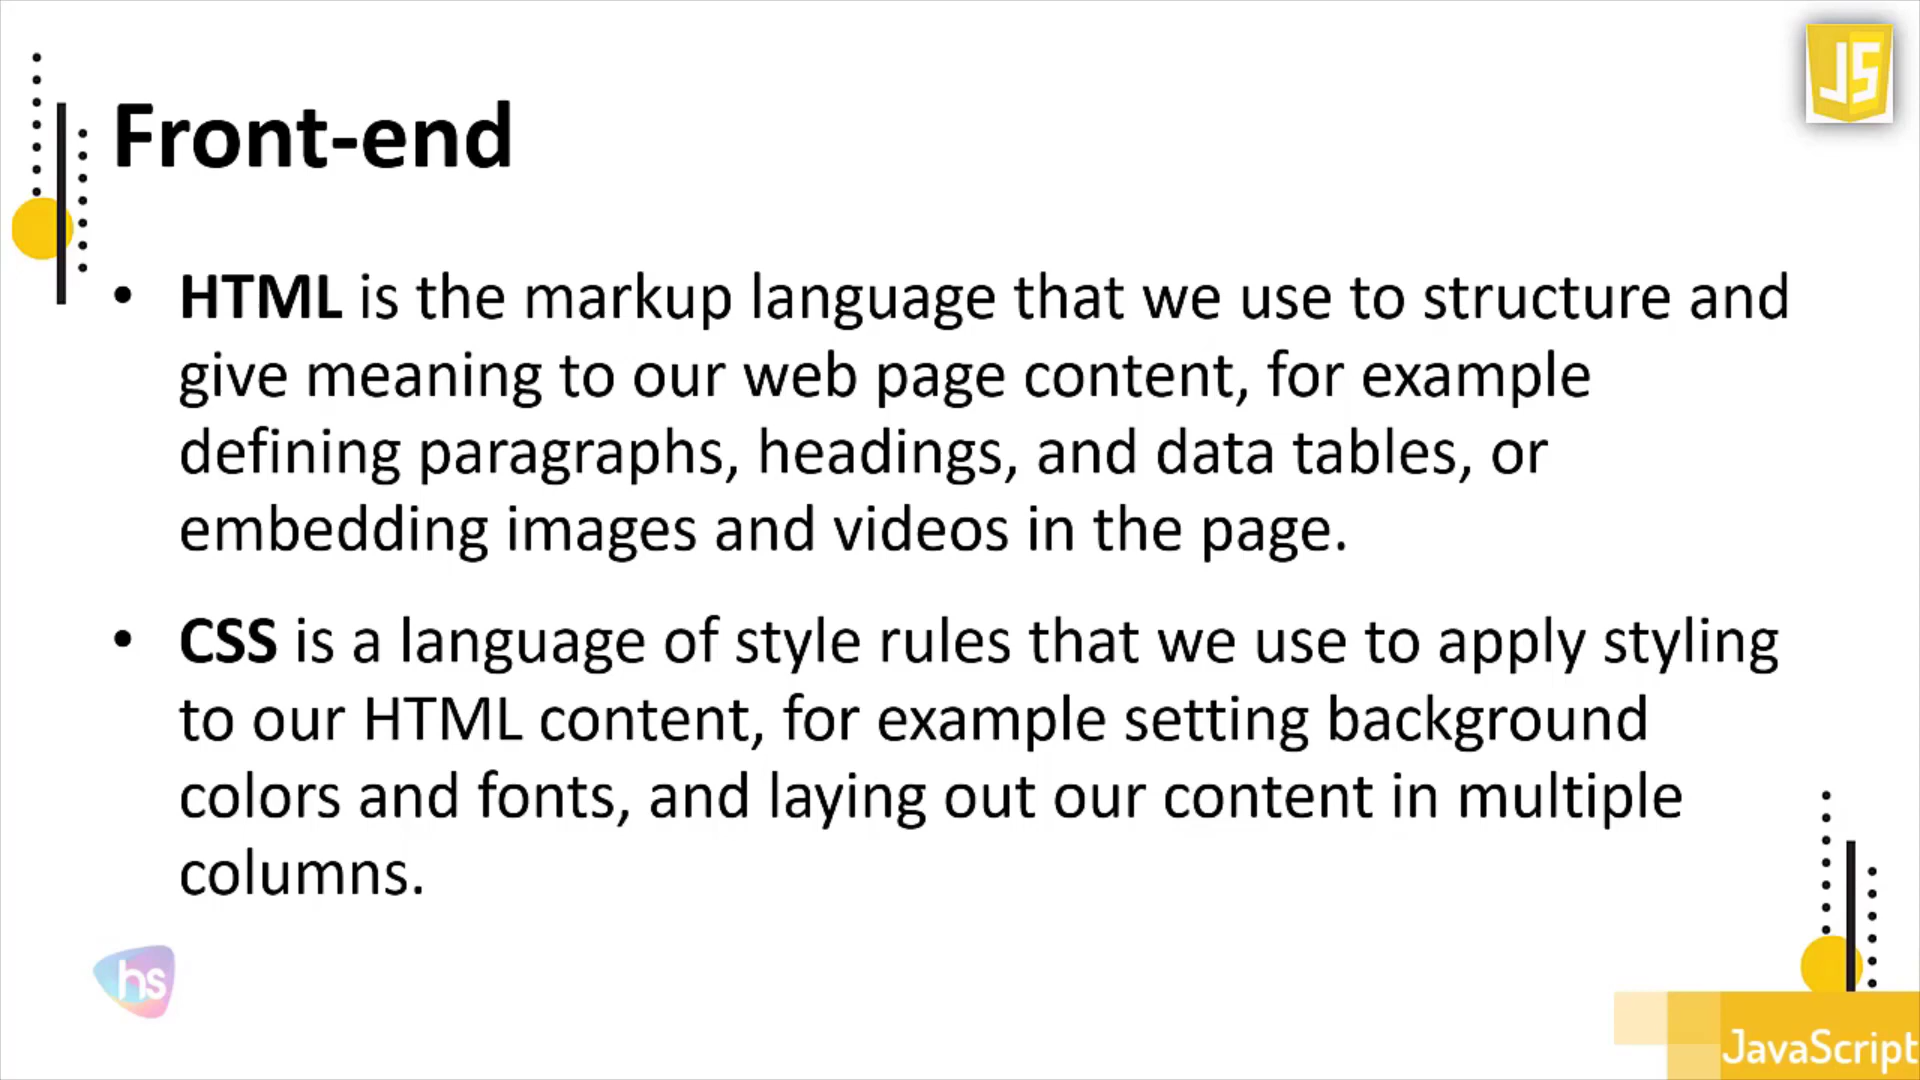 JS
Front-end
• HTML is the markup language that we use to structure and
give meaning to our web page content, for example
defining paragraphs, headings, and data tables, or
embedding images and videos in the page.
• CSS is a language of style rules that we use to apply styling
to our HTML content, for example setting background
colors and fonts, and laying out our content in multiple
columns.
hs
JavaScript